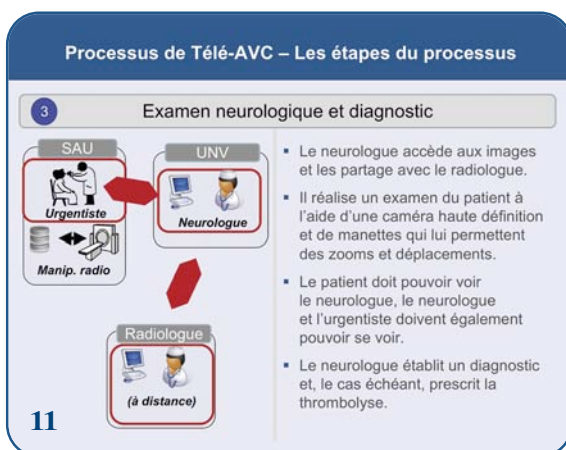 Processus de Télé-AVC – Les étapes du processus
3
Examen neurologique et diagnostic
SAU
Urgentiste
Manip. radio
UNV
Neurologue
Radiologue
(à distance)
▪ Le neurologue accède aux images
et les partage avec le radiologue.
▪ Il réalise un examen du patient à
l’aide d’une caméra haute définition
et de manettes qui lui permettent
des zooms et déplacements.
▪ Le patient doit pouvoir voir
le neurologue, le neurologue
et l’urgentiste doivent également
pouvoir se voir.
▪ Le neurologue établit un diagnostic
et, le cas échéant, prescrit la
thrombolyse.
11